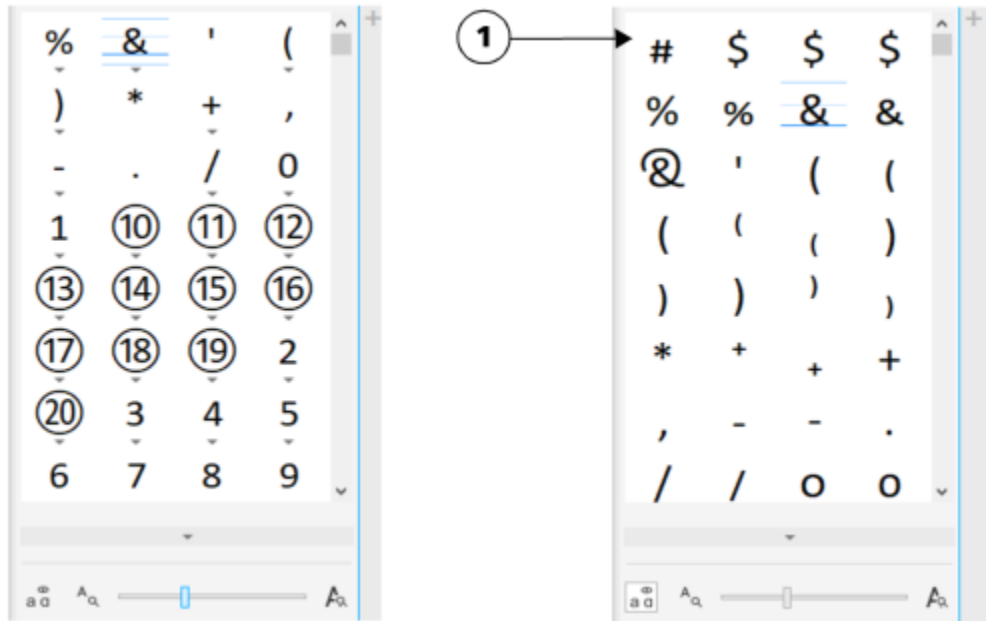 % & ' (
) * + ,
- . / 0
1 ⑩ ⑪ ⑫
⑬ ⑭ ⑮ ⑯
⑰ ⑱ ⑲ 2
⑳ 3 4 5
6 7 8 9
a a
A A
1
# $ $ $
% % & &
& ' ( (
( ( ( )
) ) ) )
* + + +
, - - .
/ / o o
a a
A A